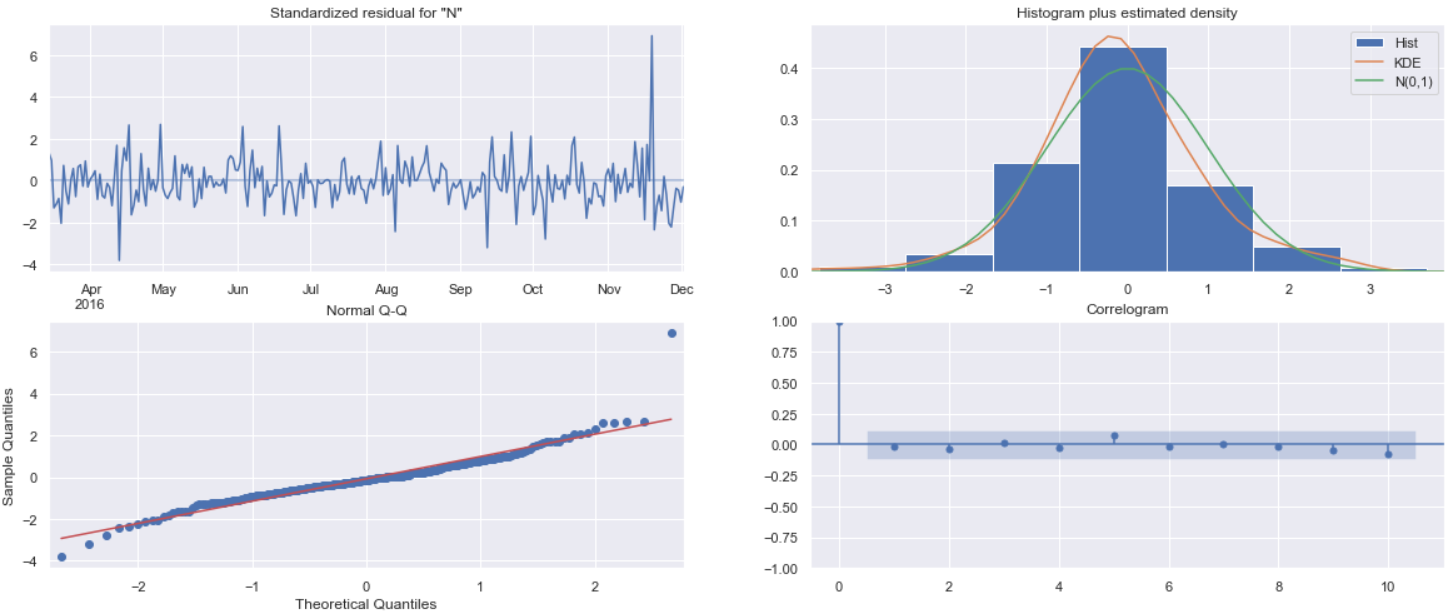 Standardized residual for "N"
6
4
2
0
−2
−4
Apr
2016
May
Jun
Jul
Aug
Sep
Oct
Nov
Dec
Histogram plus estimated density
Hist
KDE
N(0,1)
0.4
0.3
0.2
0.1
0.0
−3
−2
−1
0
1
2
3
Normal Q-Q
Sample Quantiles
6
4
2
0
−2
−4
−2
−1
0
1
2
Theoretical Quantiles
Correlogram
1.00
0.75
0.50
0.25
0.00
−0.25
−0.50
−0.75
−1.00
0
2
4
6
8
10